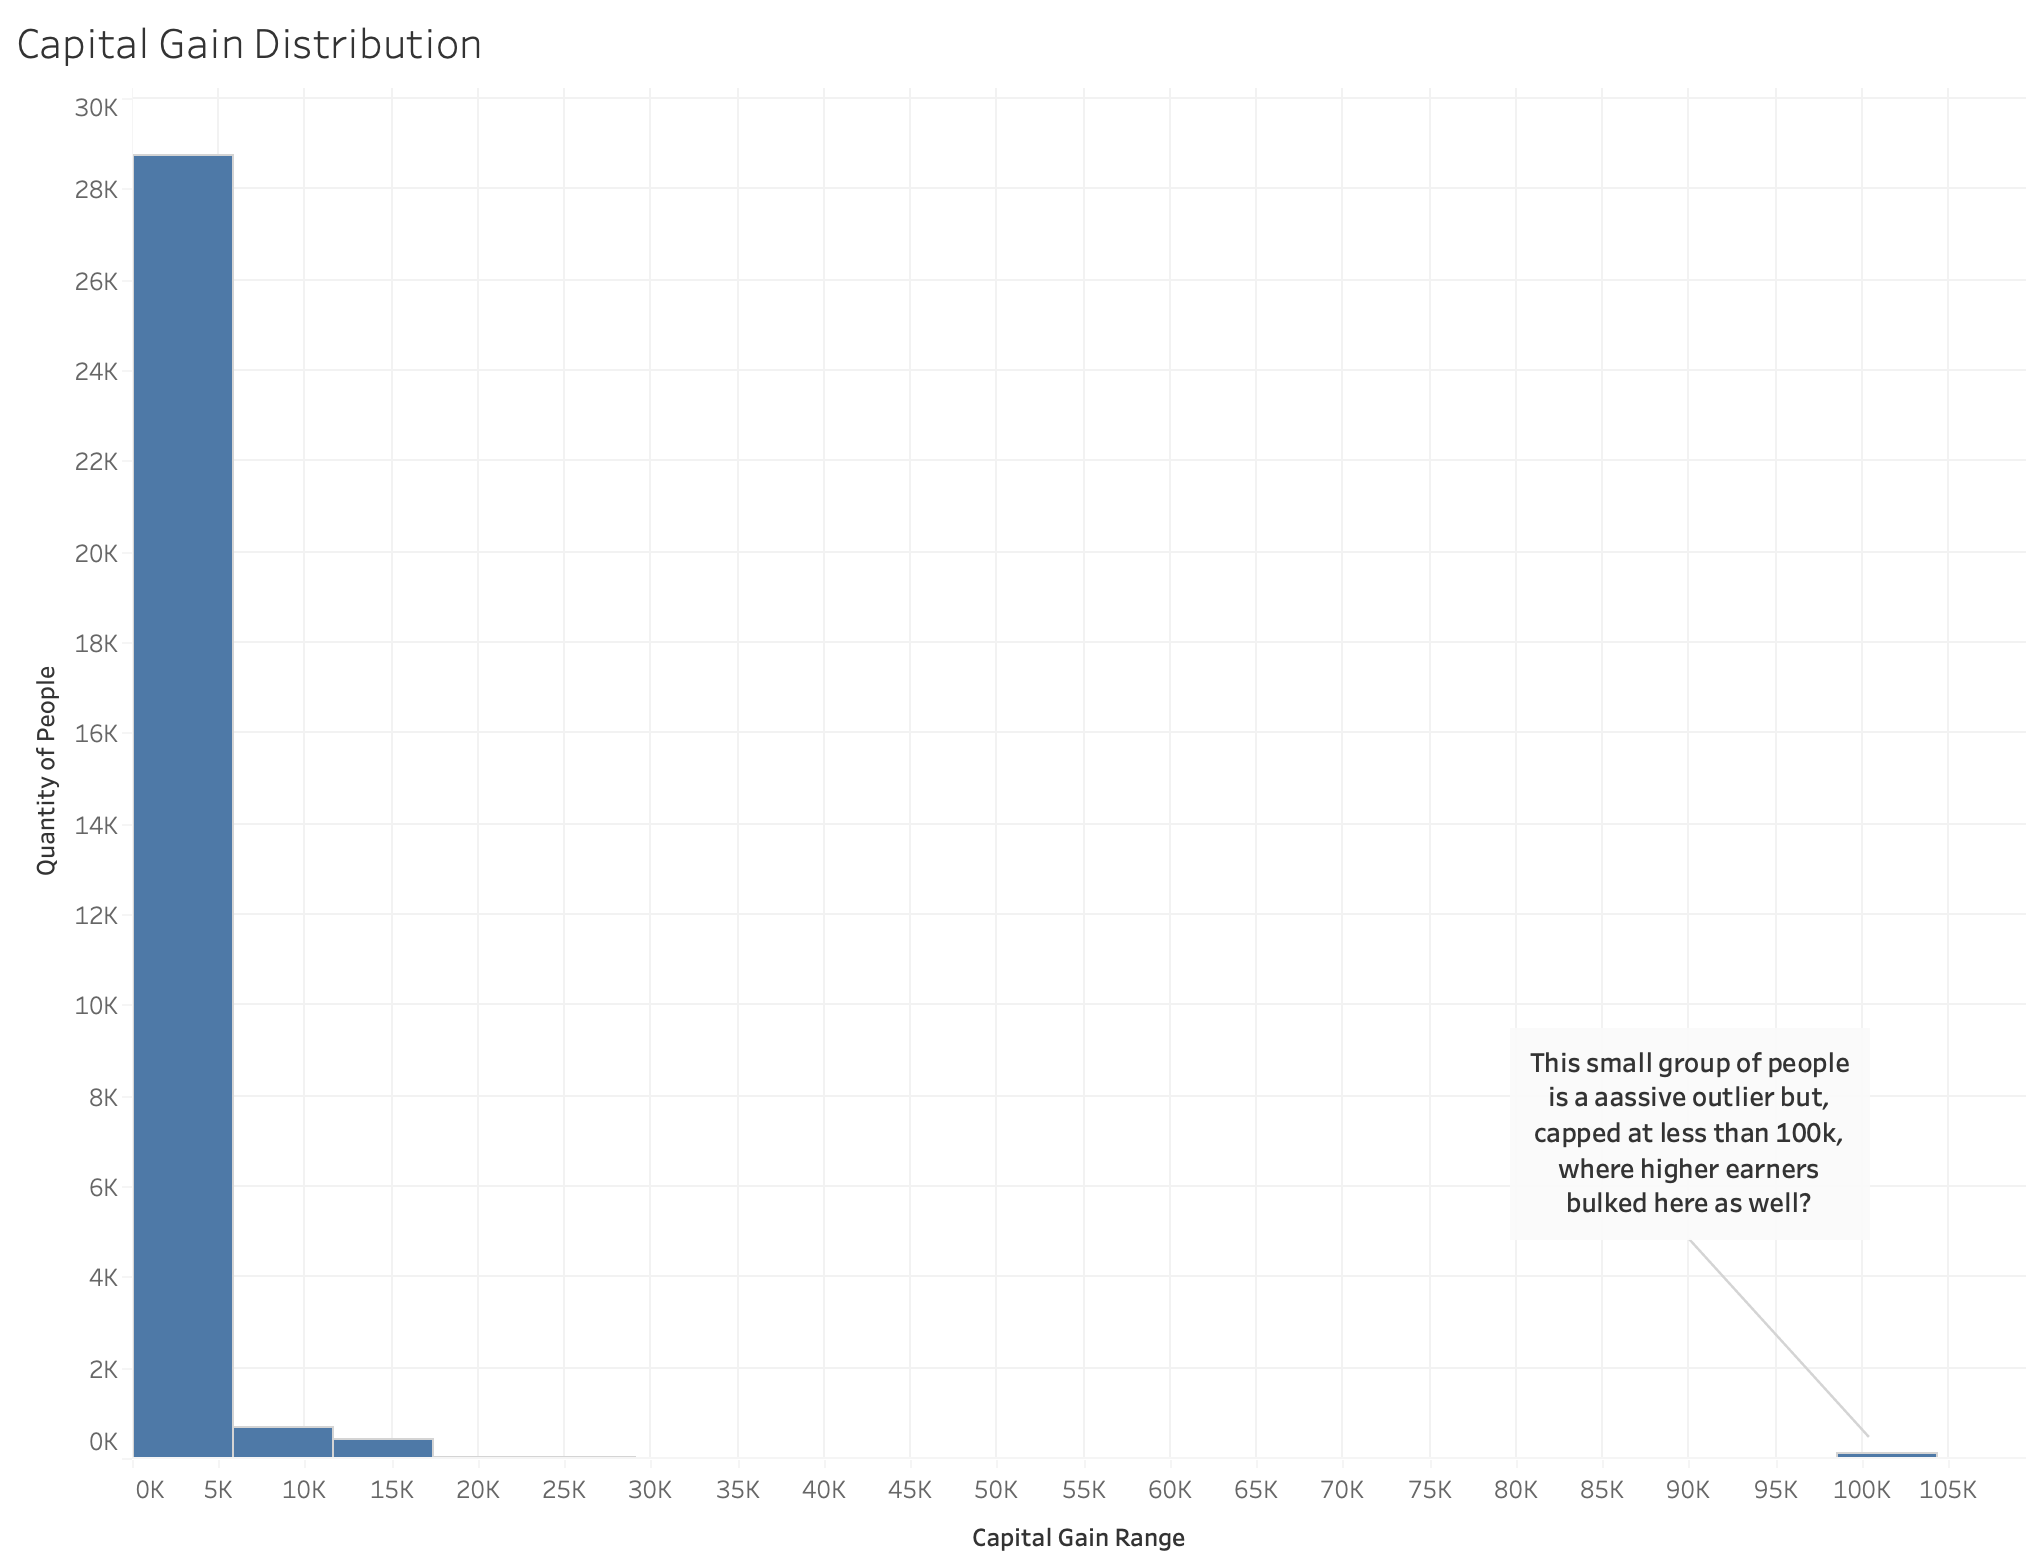 Capital Gain Distribution
30K
28K
26K
24K
22K
20K
18K
16K
14K
12K
10K
8K
6K
4K
2K
0K
Quantity of People
This small group of people
is a aassive outlier but,
capped at less than 100k,
where higher earners
bulked here as well?
0K 5K 10K 15K 20K 25K 30K 35K 40K 45K 50K 55K 60K 65K 70K 75K 80K 85K 90K 95K 100K 105K
Capital Gain Range